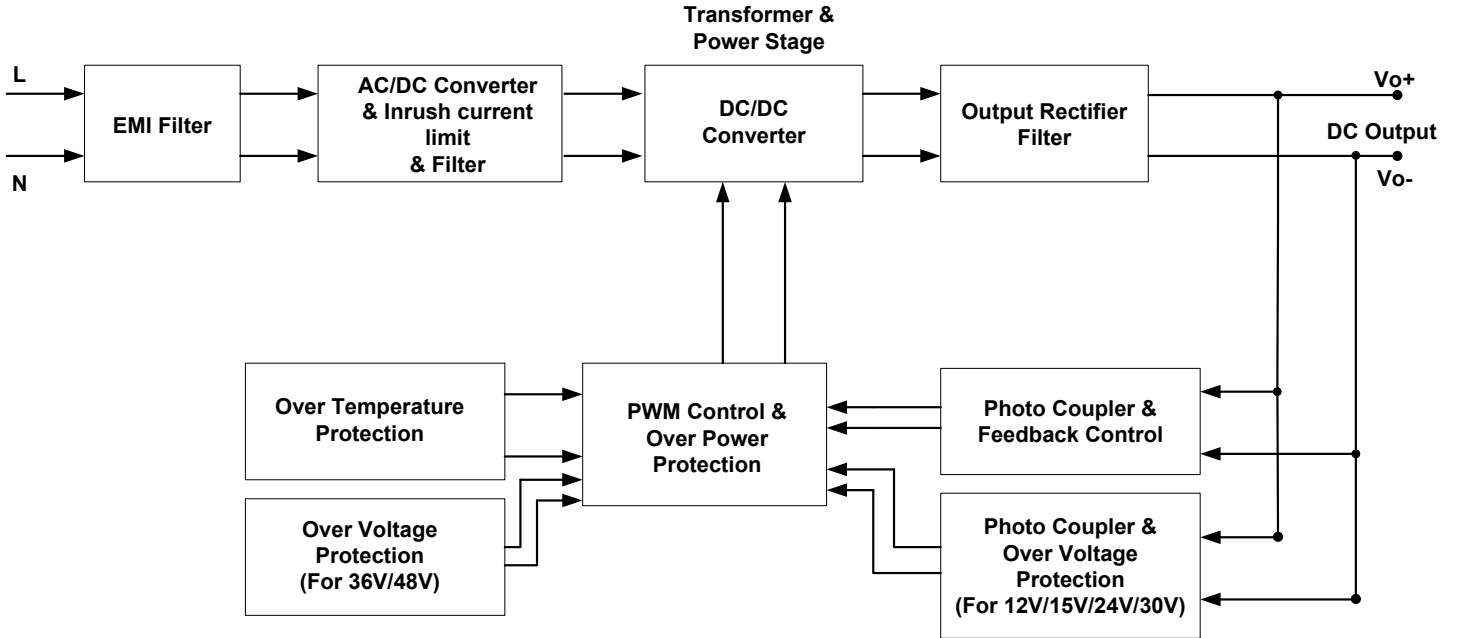 Transformer &
Power Stage
L
N
EMI Filter
AC/DC Converter
& Inrush current
limit
& Filter
DC/DC
Converter
Output Rectifier
Filter
Vo+
DC Output
Vo-
Over Temperature
Protection
PWM Control &
Over Power
Protection
Photo Coupler &
Feedback Control
Over Voltage
Protection
(For 36V/48V)
Photo Coupler &
Over Voltage
Protection
(For 12V/15V/24V/30V)